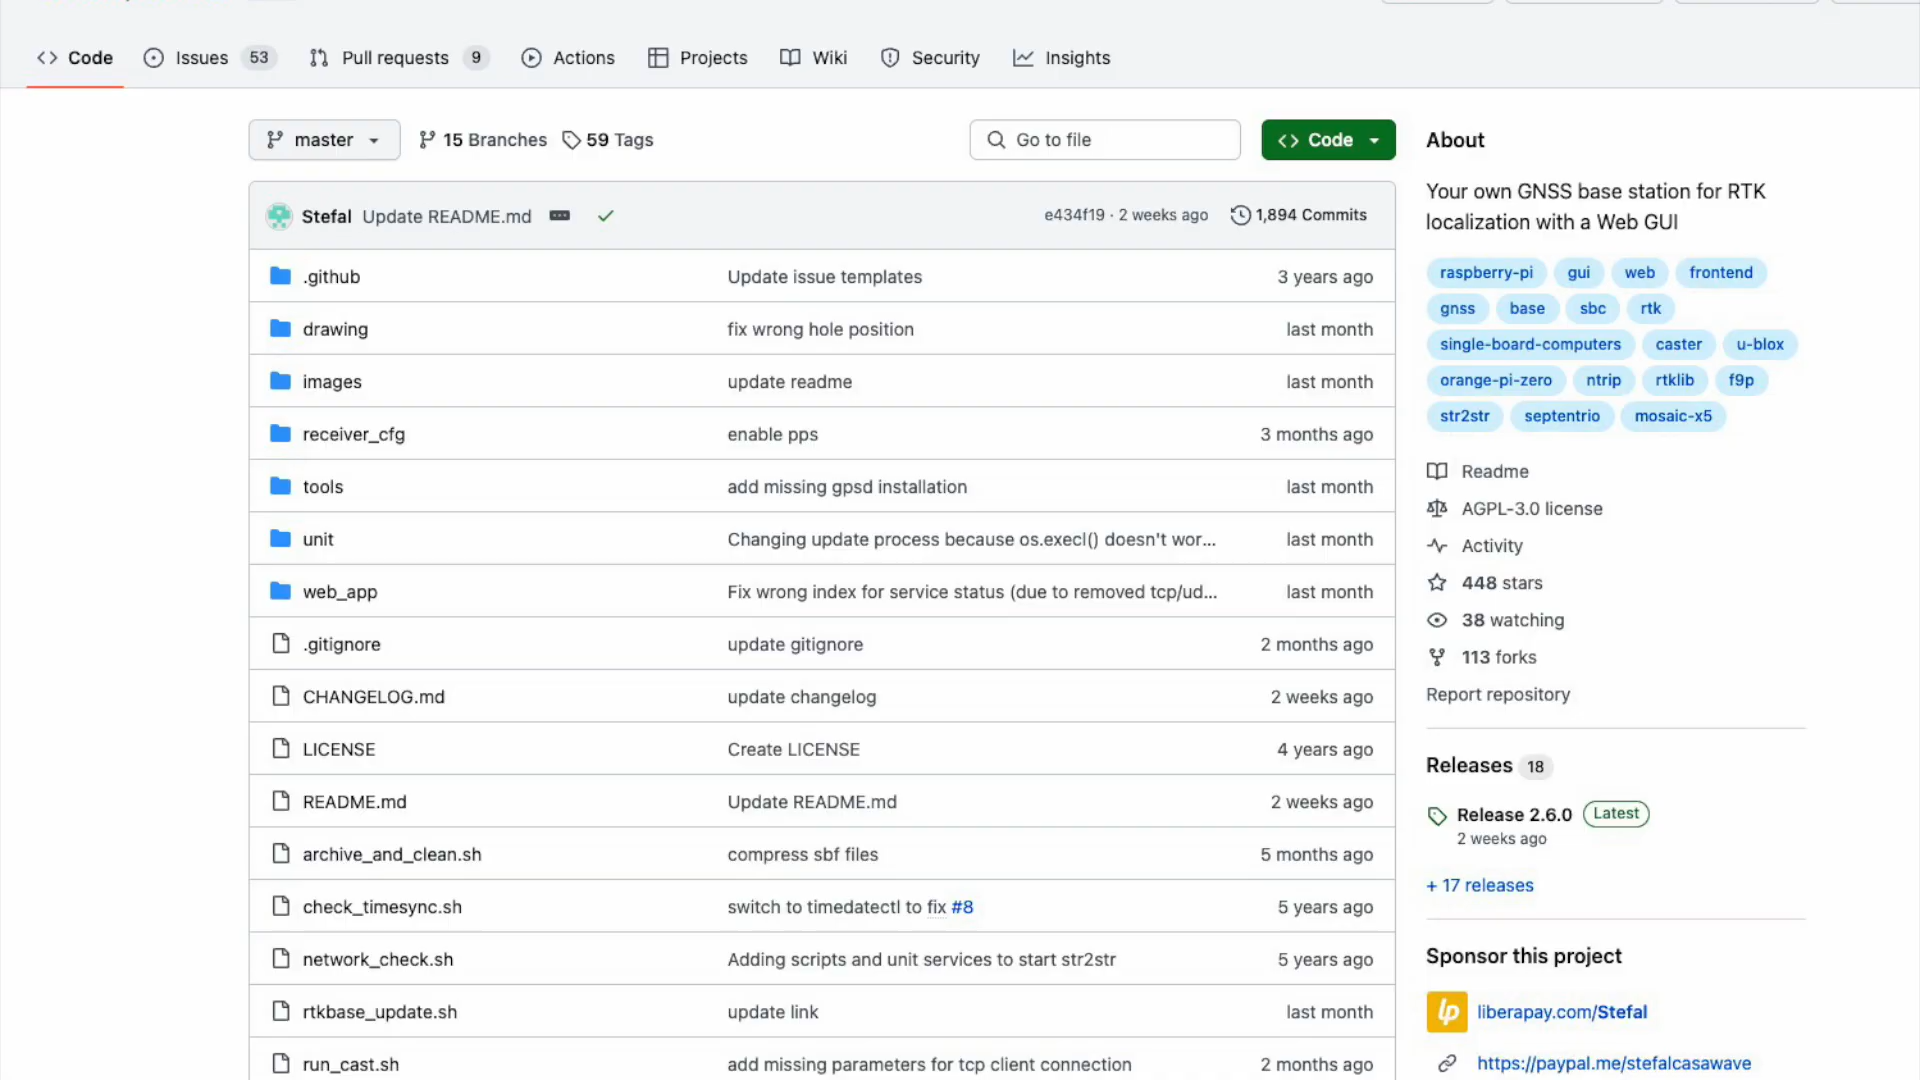 Code Issues 53 Pull requests 9 Actions Projects Wiki Security Insights
master 15 Branches 59 Tags Go to file Code
Stefal Update README.md e434f19 · 2 weeks ago 1,894 Commits
.github Update issue templates 3 years ago
drawing fix wrong hole position last month
images update readme last month
receiver_cfg enable pps 3 months ago
tools add missing gpsd installation last month
unit Changing update process because os.execl() doesn't wor... last month
web_app Fix wrong index for service status (due to removed tcp/ud... last month
.gitignore update gitignore 2 months ago
CHANGELOG.md update changelog 2 weeks ago
LICENSE Create LICENSE 4 years ago
README.md Update README.md 2 weeks ago
archive_and_clean.sh compress sbf files 5 months ago
check_timesync.sh switch to timedatectl to fix #8 5 years ago
network_check.sh Adding scripts and unit services to start str2str 5 years ago
rtkbase_update.sh update link last month
run_cast.sh add missing parameters for tcp client connection 2 months ago
About
Your own GNSS base station for RTK
localization with a Web GUI
raspberry-pi gui web frontend
gnss base sbc rtk
single-board-computers caster u-blox
orange-pi-zero ntrip rtklib f9p
str2str septentrio mosaic-x5
Readme
AGPL-3.0 license
Activity
448 stars
38 watching
113 forks
Report repository
Releases 18
Release 2.6.0 Latest
2 weeks ago
+ 17 releases
Sponsor this project
lp liberapay.com/Stefal
https://paypal.me/stefalcasawave